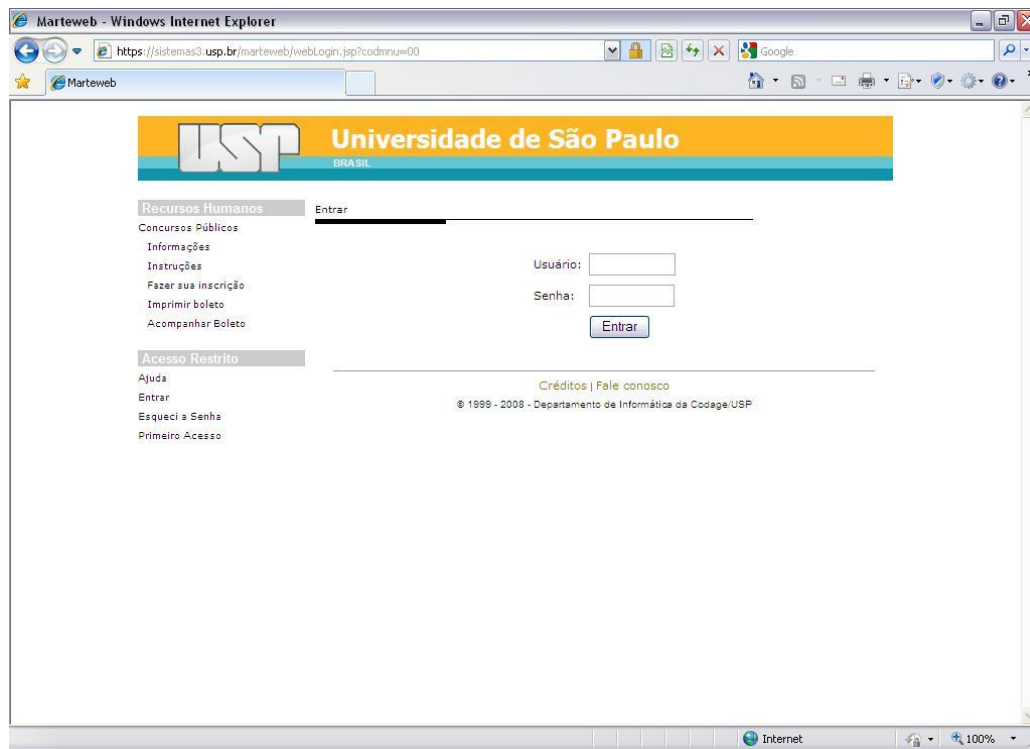 Marteweb - Windows Internet Explorer
https://sistemas3.usp.br/marteweb/webLogin.jsp?codmnu=00
Google
Marteweb
USP
Universidade de São Paulo
BRASIL
Recursos Humanos
Concursos Públicos
Informações
Instruções
Fazer sua inscrição
Imprimir boleto
Acompanhar Boleto
Acesso Restrito
Ajuda
Entrar
Esqueci a Senha
Primeiro Acesso
Entrar
Usuário:
Senha:
Entrar
Créditos | Fale conosco
© 1999 - 2008 - Departamento de Informática da Codage/USP
Internet
100%